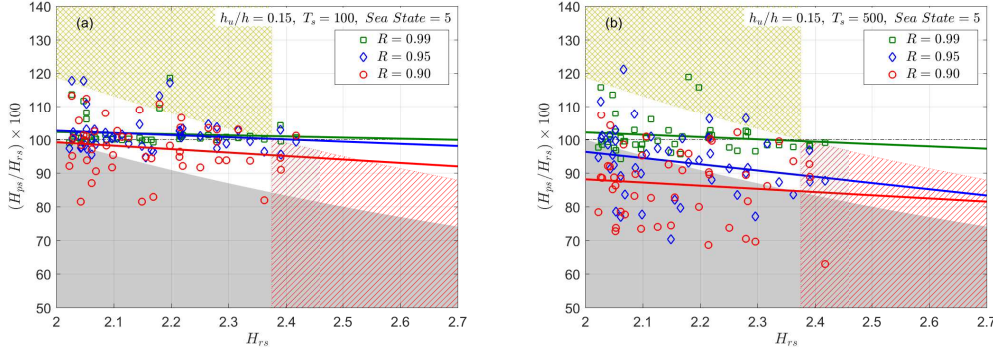 (a)
h_u/h = 0.15, T_s = 100, Sea State = 5
R = 0.99
R = 0.95
R = 0.90
140
130
120
110
100
90
80
70
60
50
(H_ps/H_rs) × 100
2
2.1
2.2
2.3
2.4
2.5
2.6
2.7
H_rs
(b)
h_u/h = 0.15, T_s = 500, Sea State = 5
R = 0.99
R = 0.95
R = 0.90
140
130
120
110
100
90
80
70
60
50
(H_ps/H_rs) × 100
2
2.1
2.2
2.3
2.4
2.5
2.6
2.7
H_rs